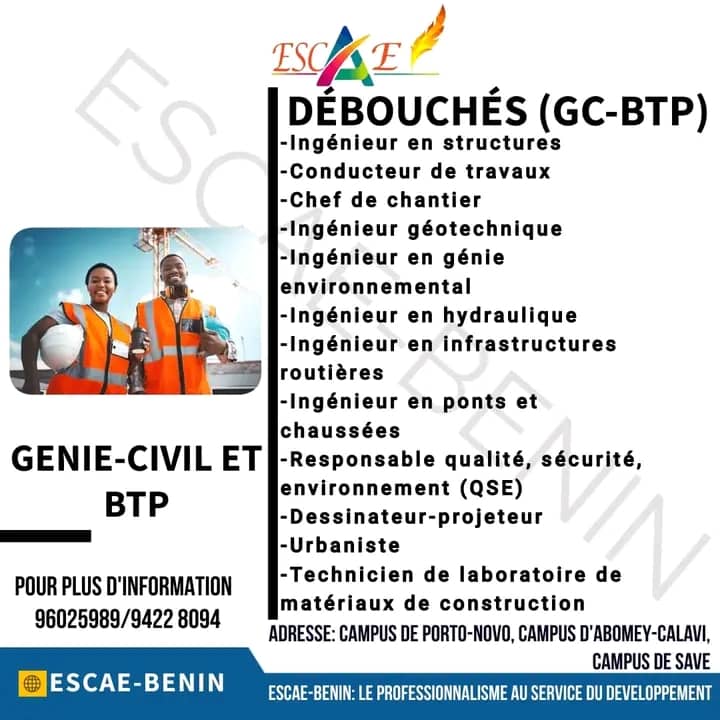 ESCAE
DÉBOUCHÉS (GC-BTP)
-Ingénieur en structures
-Conducteur de travaux
-Chef de chantier
-Ingénieur géotechnique
-Ingénieur en génie
environnemental
-Ingénieur en hydraulique
-Ingénieur en infrastructures
routières
-Ingénieur en ponts et
chaussées
-Responsable qualité, sécurité,
environnement (QSE)
-Dessinateur-projeteur
-Urbaniste
-Technicien de laboratoire de
matériaux de construction
GENIE-CIVIL ET
BTP
POUR PLUS D'INFORMATION
96025989/9422 8094
ADRESSE: CAMPUS DE PORTO-NOVO, CAMPUS D'ABOMEY-CALAVI,
CAMPUS DE SAVE
ESCAE-BENIN
ESCAE-BENIN: LE PROFESSIONNALISME AU SERVICE DU DEVELOPPEMENT
ESCAE-BENIN